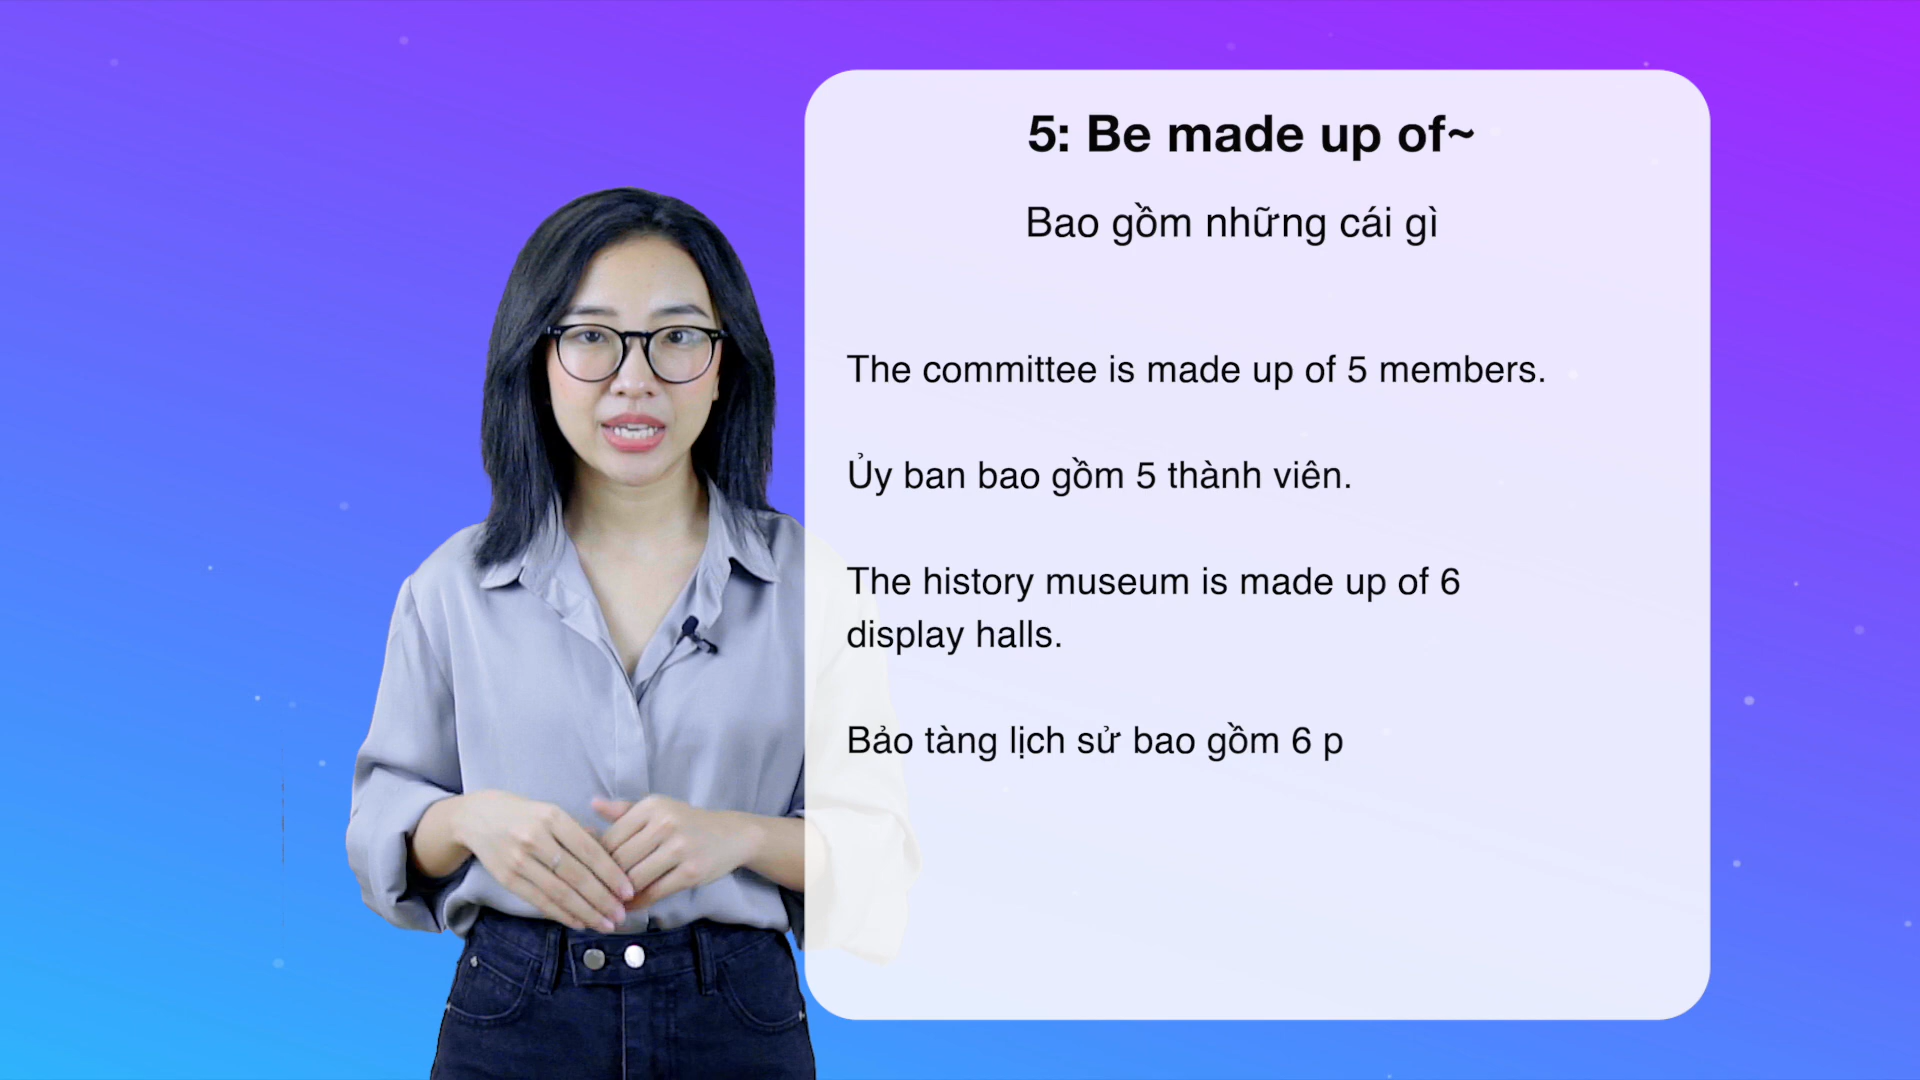 5: Be made up of~
Bao gồm những cái gì
The committee is made up of 5 members.
Ủy ban bao gồm 5 thành viên.
The history museum is made up of 6
display halls.
Bảo tàng lịch sử bao gồm 6 p